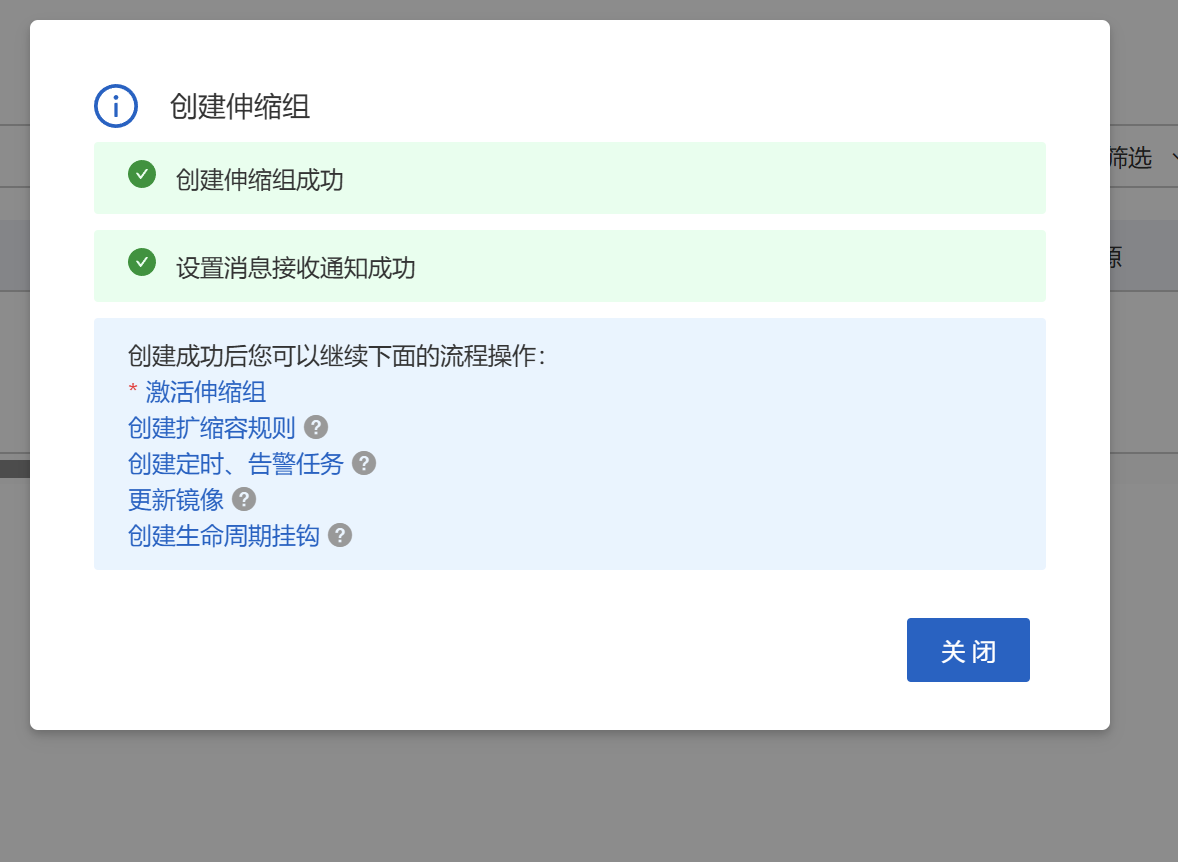 创建伸缩组
筛选
创建伸缩组成功
设置消息接收通知成功
源
创建成功后您可以继续下面的流程操作：
* 激活伸缩组
创建扩缩容规则 ?
创建定时、告警任务 ?
更新镜像 ?
创建生命周期挂钩 ?
关 闭